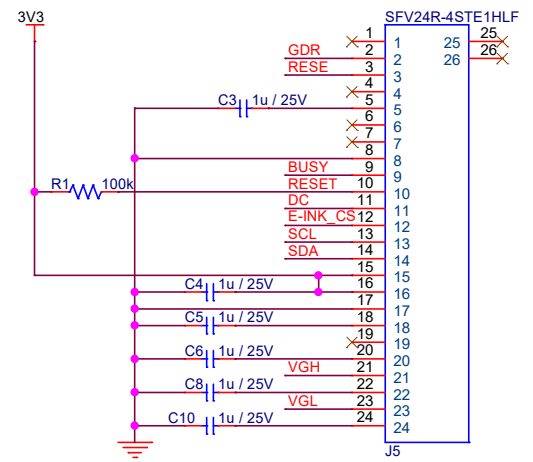 3V3
SFV24R-4STE1HLF
1 1 25 25
GDR 2 2 26 26
RESE 3 3
4 4
C3 1u / 25V 5 5
6 6
7 7
8 8
BUSY 9 9
R1 100k RESET 10 10
DC 11 11
E-INK_CS 12 12
SCL 13 13
SDA 14 14
15 15
C4 1u / 25V 16 16
17 17
C5 1u / 25V 18 18
19 19
C6 1u / 25V 20 20
VGH 21 21
C8 1u / 25V 22 22
VGL 23 23
C10 1u / 25V 24 24
J5